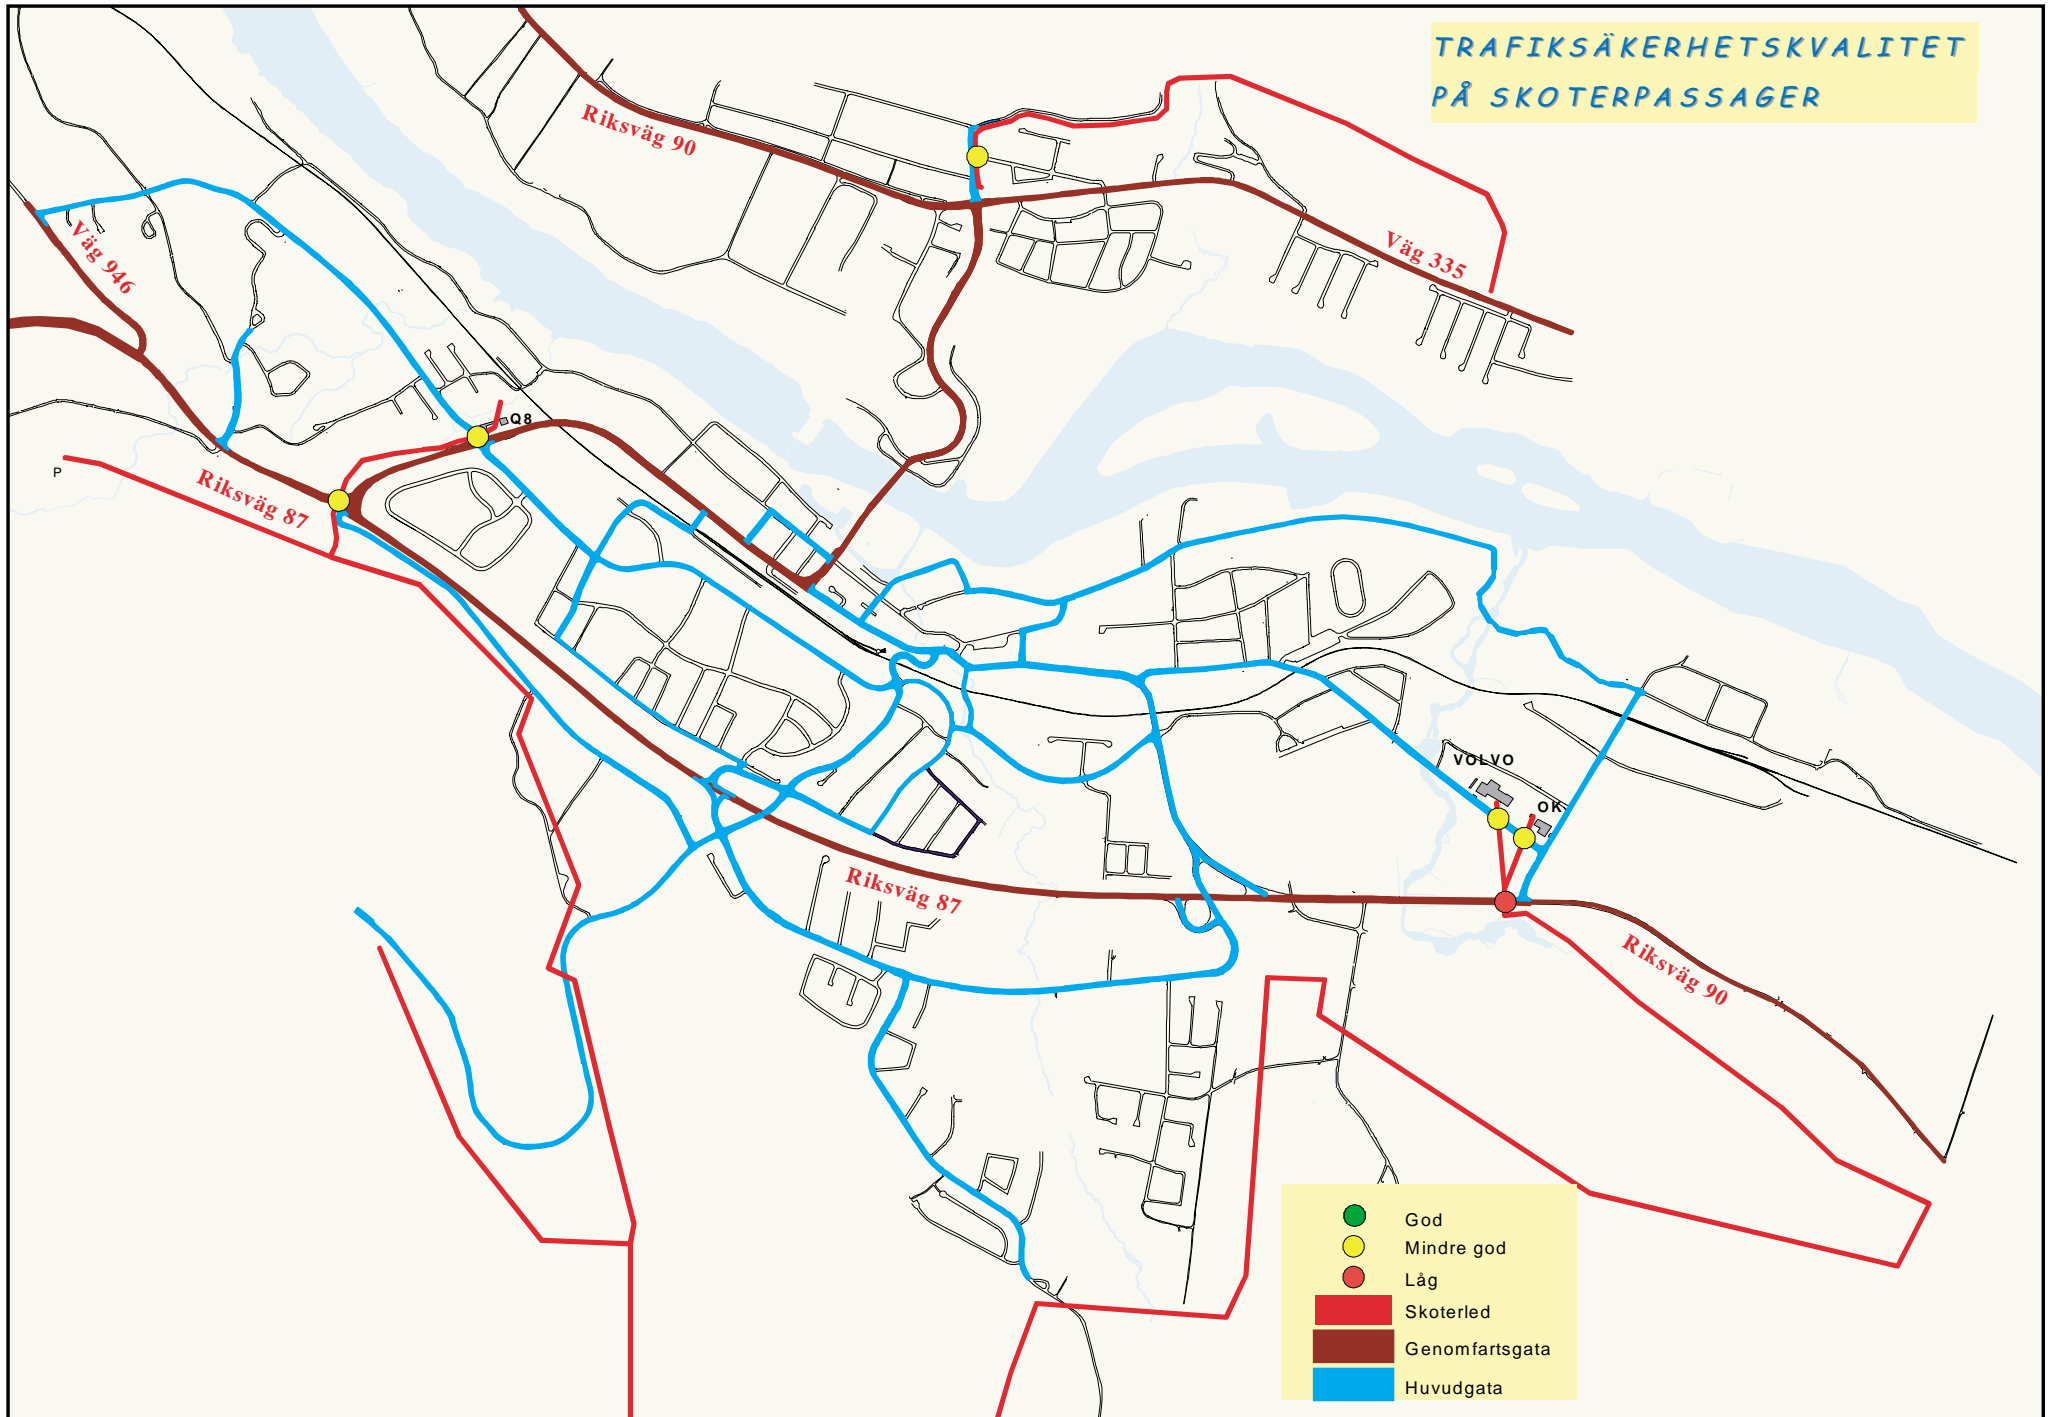 TRAFIKSÄKERHETSKVALITET
PÅ SKOTERPASSAGER
Riksväg 90
Väg 335
Väg 946
Q8
P
Riksväg 87
VOLVO
OK
Riksväg 87
Riksväg 90
God
Mindre god
Låg
Skoterled
Genomfartsgata
Huvudgata